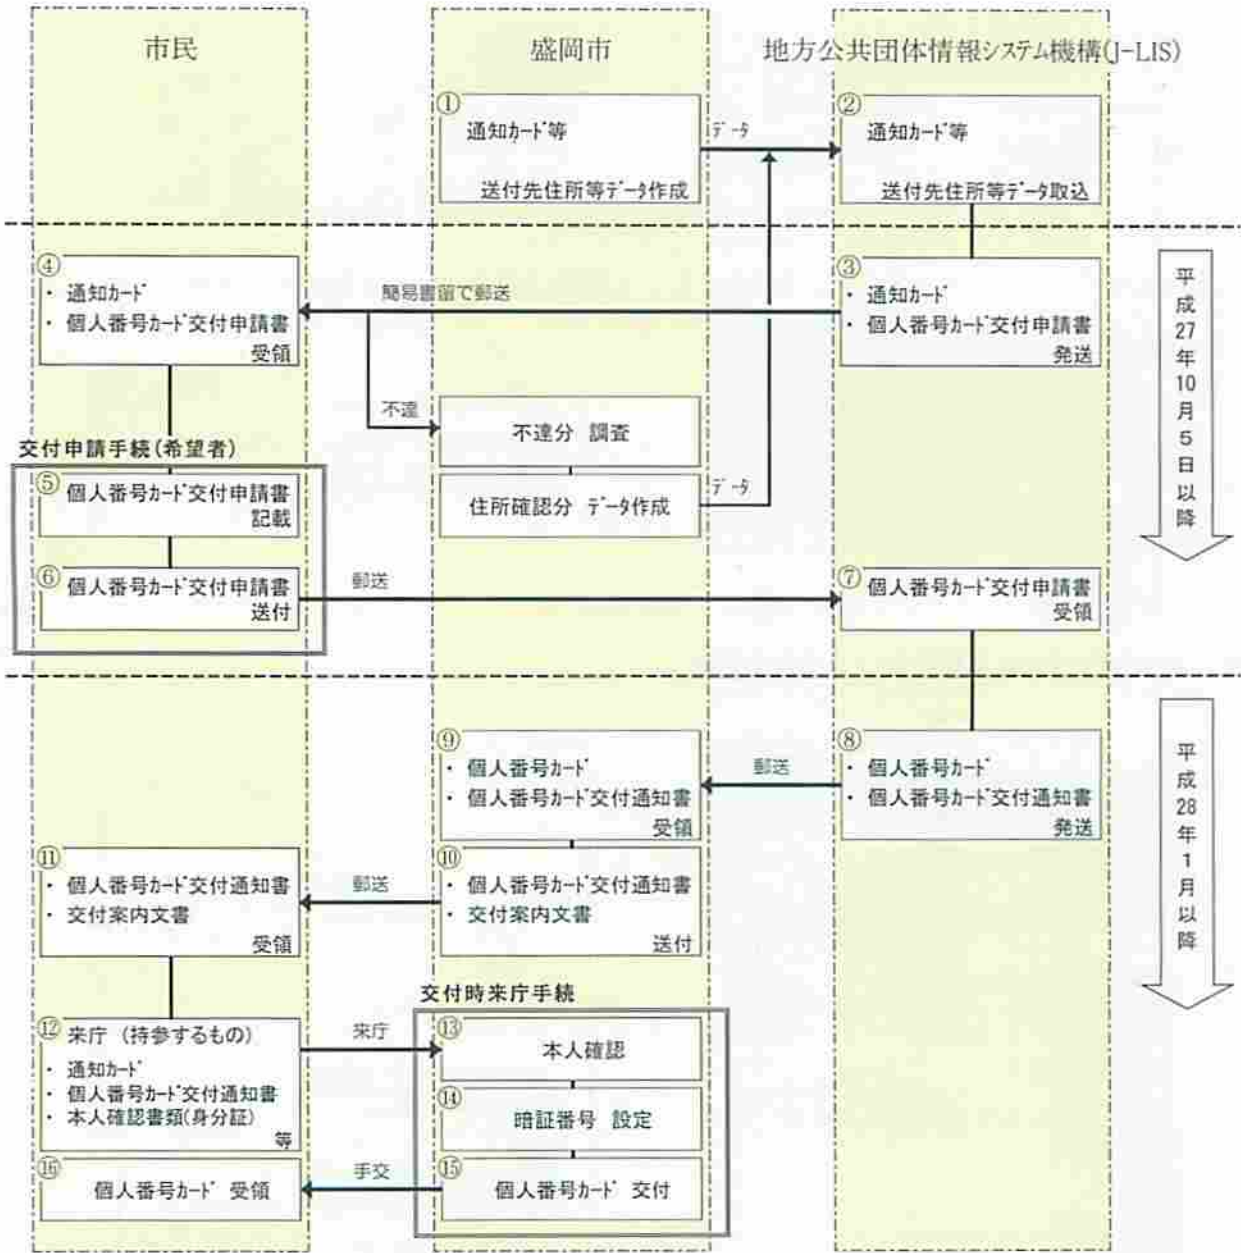 市民
盛岡市
地方公共団体情報システム機構(J-LIS)
①
通知カード等
送付先住所等データ作成
データ
②
通知カード等
送付先住所等データ取込
④
・ 通知カード
・ 個人番号カード交付申請書
受領
簡易書留で郵送
③
・ 通知カード
・ 個人番号カード交付申請書
発送
平成27年10月5日以降
不達
不達分 調査
住所確認分 データ作成
データ
交付申請手続(希望者)
⑤
個人番号カード交付申請書
記載
⑥
個人番号カード交付申請書
送付
郵送
⑦
個人番号カード交付申請書
受領
⑨
・ 個人番号カード
・ 個人番号カード交付通知書
受領
郵送
⑧
・ 個人番号カード
・ 個人番号カード交付通知書
発送
平成28年1月以降
⑪
・ 個人番号カード交付通知書
・ 交付案内文書
受領
郵送
⑩
・ 個人番号カード交付通知書
・ 交付案内文書
送付
交付時来庁手続
⑫
来庁 (持参するもの)
・ 通知カード
・ 個人番号カード交付通知書
・ 本人確認書類(身分証)
等
来庁
⑬
本人確認
⑭
暗証番号 設定
⑯
個人番号カード 受領
手交
⑮
個人番号カード 交付